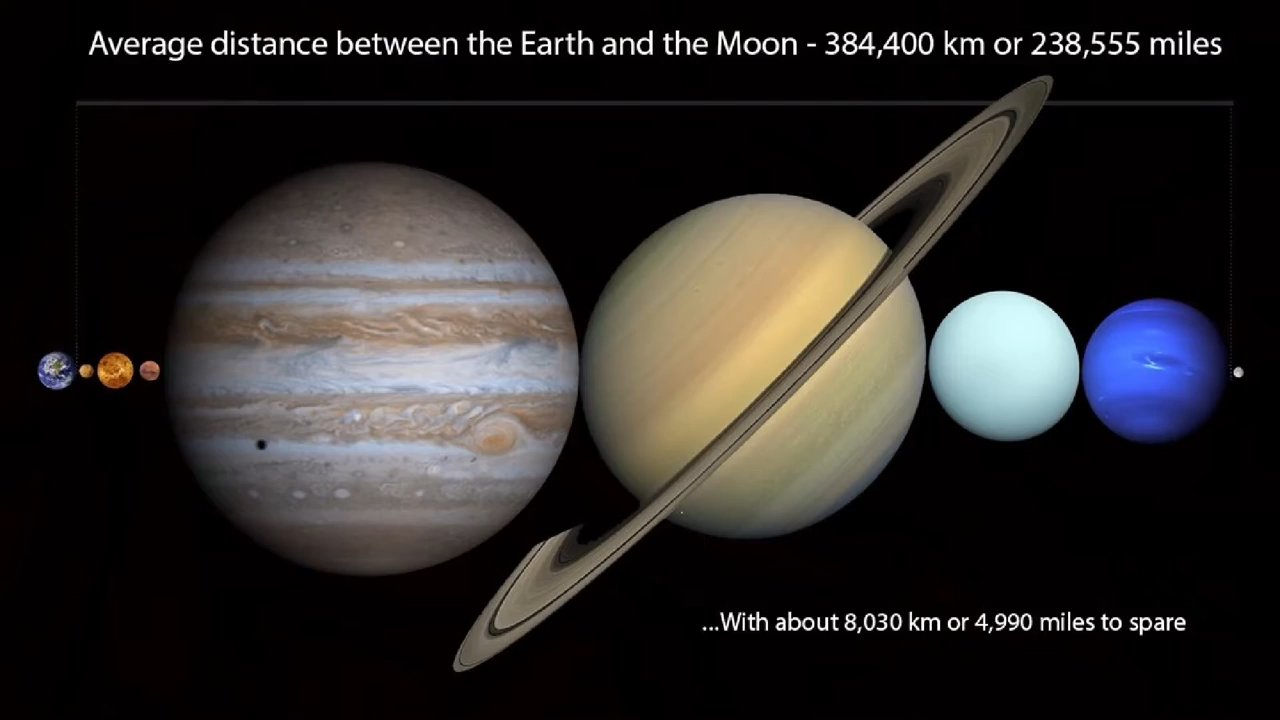 Average distance between the Earth and the Moon - 384,400 km or 238,555 miles
...With about 8,030 km or 4,990 miles to spare